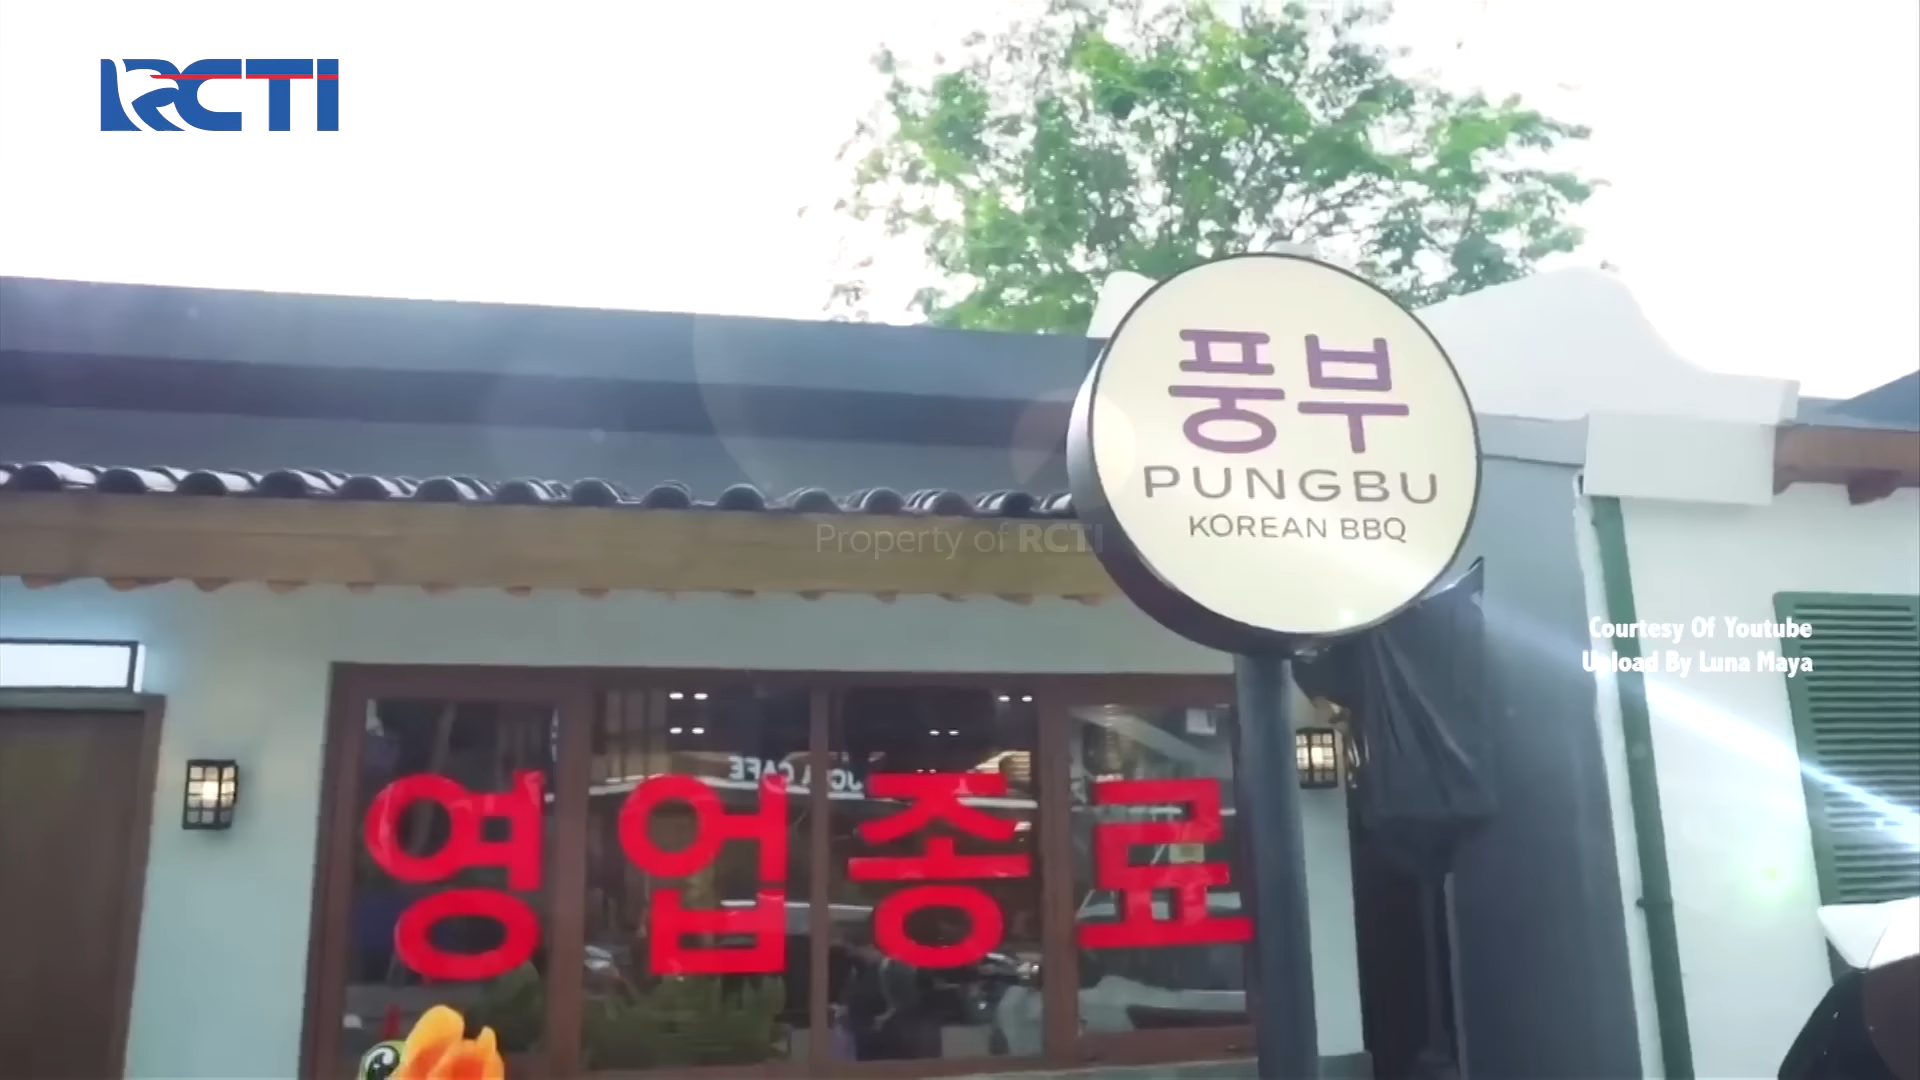 RCTI
풍부
PUNGBU
KOREAN BBQ
Property of RCTI
Courtesy Of Youtube
Upload By Luna Maya
영업종료